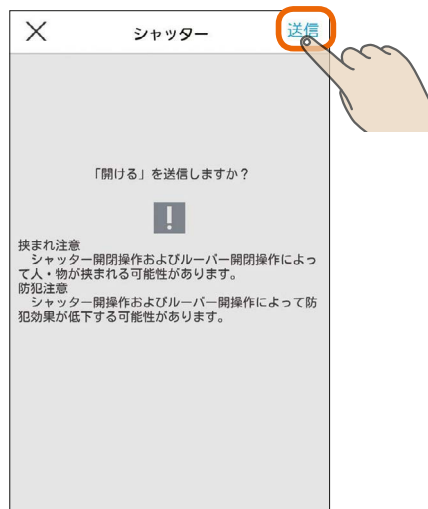 シャッター 送信
「開ける」を送信しますか？
挟まれ注意
　シャッター開閉操作およびルーバー開閉操作によっ
て人・物が挟まれる可能性があります。
防犯注意
　シャッター開操作およびルーバー開操作によって防
犯効果が低下する可能性があります。